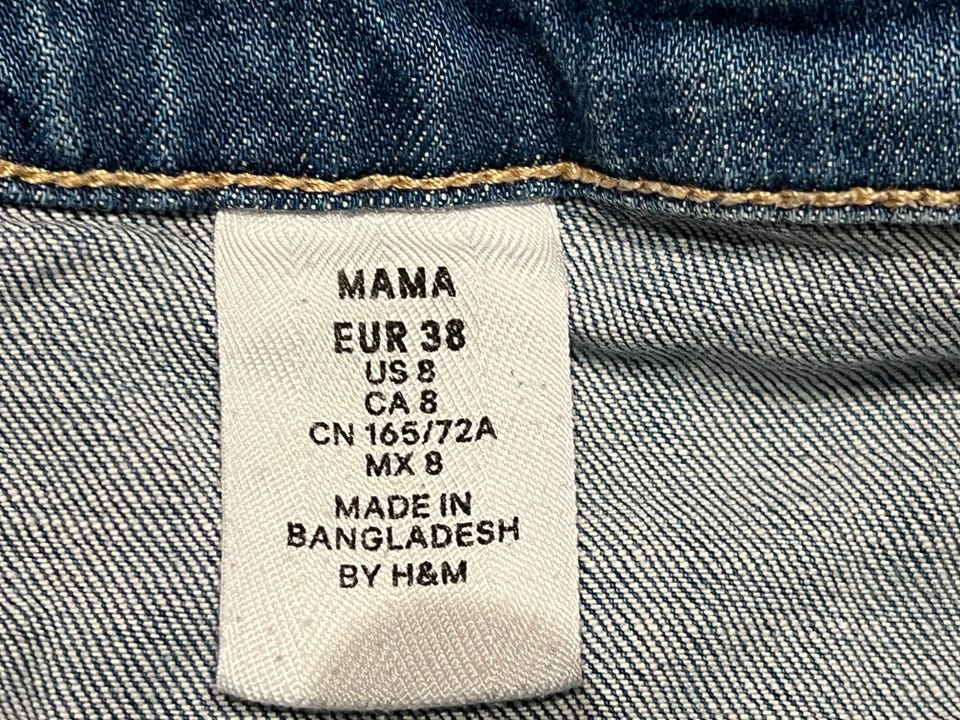 MAMA
EUR 38
US 8
CA 8
CN 165/72A
MX 8
MADE IN
BANGLADESH
BY H&M